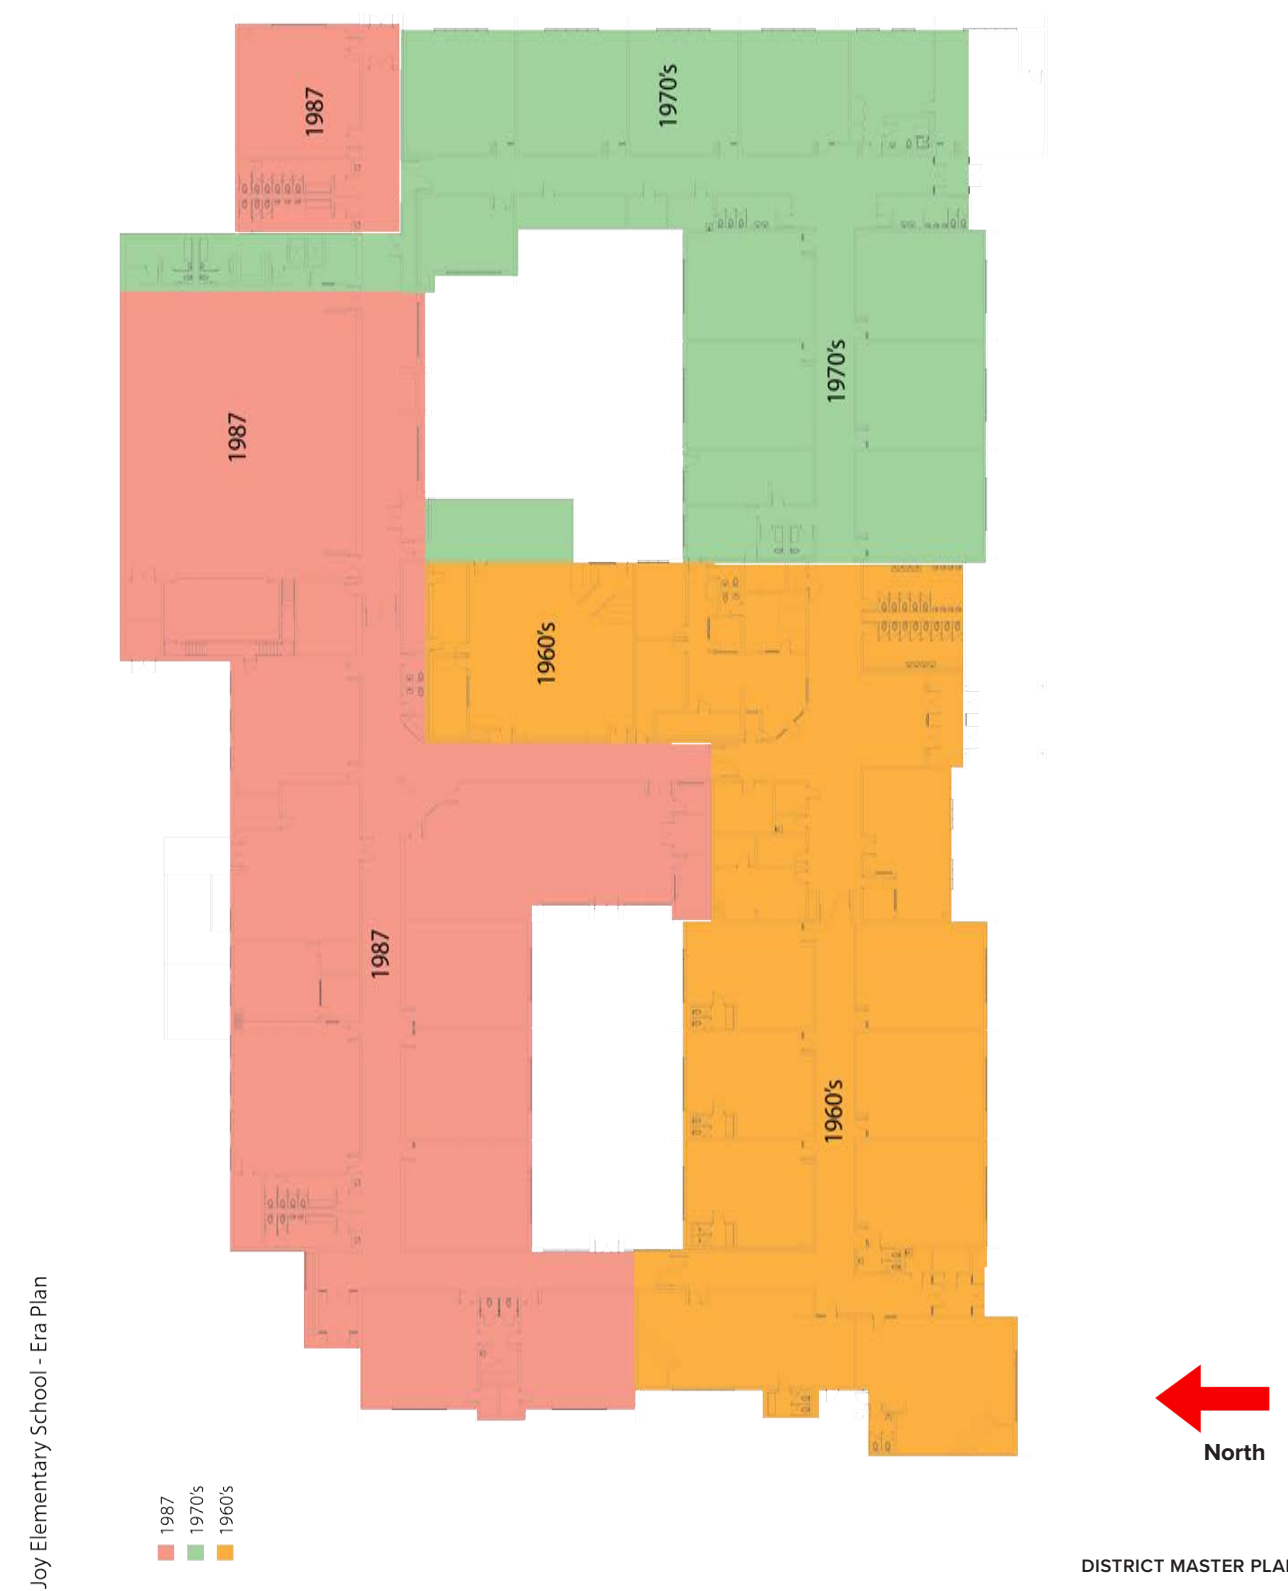 Joy Elementary School - Era Plan
1987
1970's
1987
1970's
1960's
1987
1960's
1987
1970's
1960's
North
DISTRICT MASTER PLA